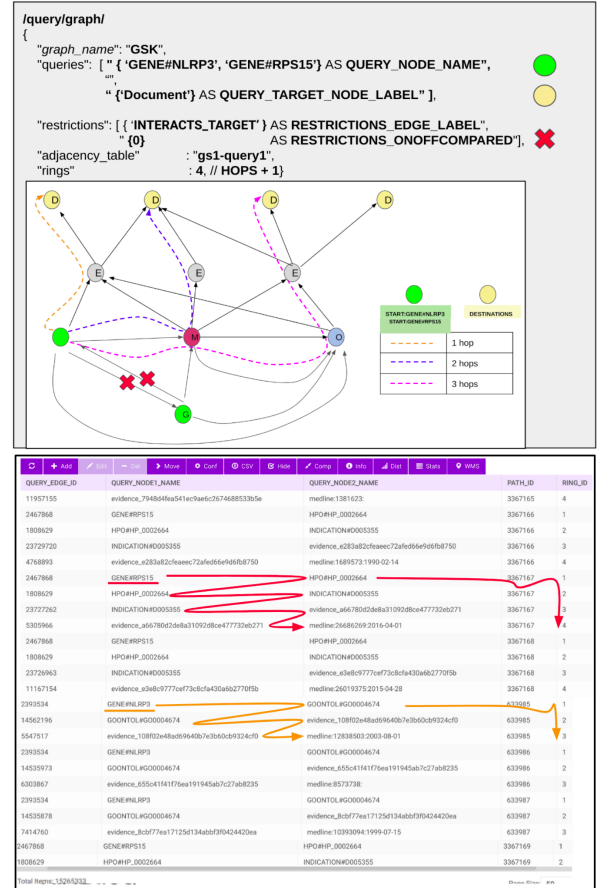 /query/graph/
{
"graph_name": "GSK",
"queries": [ " { 'GENE#NLRP3', 'GENE#RPS15'} AS QUERY_NODE_NAME",
"",
" {'Document'} AS QUERY_TARGET_NODE_LABEL" ],
"restrictions": [ { 'INTERACTS_TARGET' } AS RESTRICTIONS_EDGE_LABEL",
" {0} AS RESTRICTIONS_ONOFFCOMPARED"],
"adjacency_table" : "gs1-query1",
"rings" : 4, // HOPS + 1}
D D D D
E E E
M O
G
START:GENE#NLRP3 DESTINATIONS
START:GENE#RPS15
1 hop
2 hops
3 hops
Add Edit Del Move Conf CSV Hide Comp Info Dist Stats WMS
QUERY_EDGE_ID QUERY_NODE1_NAME QUERY_NODE2_NAME PATH_ID RING_ID
11957155 evidence_7948d4fea541ec9ae6c2674688533b5e medline:1381623: 3367165 4
2467868 GENE#RPS15 HPO#HP_0002664 3367166 1
1808629 HPO#HP_0002664 INDICATION#D005355 3367166 2
23729720 INDICATION#D005355 evidence_e283a82cfeaeec72afed66e9d6fb8750 3367166 3
4768893 evidence_e283a82cfeaeec72afed66e9d6fb8750 medline:1689573:1990-02-14 3367166 4
2467868 GENE#RPS15 HPO#HP_0002664 3367167 1
1808629 HPO#HP_0002664 INDICATION#D005355 3367167 2
23727262 INDICATION#D005355 evidence_a66780d2de8a31092d8ce477732eb271 3367167 3
5305966 evidence_a66780d2de8a31092d8ce477732eb271 medline:26686269:2016-04-01 3367167 4
2467868 GENE#RPS15 HPO#HP_0002664 3367168 1
1808629 HPO#HP_0002664 INDICATION#D005355 3367168 2
23726963 INDICATION#D005355 evidence_e3e8c9777cef73c8cfa430a6b2770f5b 3367168 3
11167154 evidence_e3e8c9777cef73c8cfa430a6b2770f5b medline:26019375:2015-04-28 3367168 4
2393534 GENE#NLRP3 GOONTOL#GO0004674 633985 1
14562196 GOONTOL#GO0004674 evidence_108f02e48ad69640b7e3b60cb9324cf0 633985 2
5547517 evidence_108f02e48ad69640b7e3b60cb9324cf0 medline:12838503:2003-08-01 633985 3
2393534 GENE#NLRP3 GOONTOL#GO0004674 633986 1
14535973 GOONTOL#GO0004674 evidence_655c41f41f76ea191945ab7c27ab8235 633986 2
6303867 evidence_655c41f41f76ea191945ab7c27ab8235 medline:8573738: 633986 3
2393534 GENE#NLRP3 GOONTOL#GO0004674 633987 1
14535878 GOONTOL#GO0004674 evidence_8cbf77ea17125d134abbf3f0424420ea 633987 2
7414760 evidence_8cbf77ea17125d134abbf3f0424420ea medline:10393094:1999-07-15 633987 3
2467868 GENE#RPS15 HPO#HP_0002664 3367169 1
1808629 HPO#HP_0002664 INDICATION#D005355 3367169 2
Total Items: 15265333 Page Size: 50